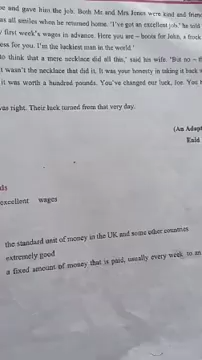 and gave him the job. Both Mr and Mrs Jones were kind and
as all smiles when he returned home. 'I've got an excellent job,' he told
first week's wages in advance. Here you are – books for John, a frock
ess for you. I'm the luckiest man in the world.'
to think that a mere necklace did all this,' said his wife. 'But no –
t wasn't the necklace that did it. It was your honesty in taking it back
it was worth a hundred pounds. You've changed our luck, Joe. You
was right. Their luck turned from that very day.
(An Adapt
Enid
ds
excellent wages
the standard unit of money in the UK and some other countries
extremely good
a fixed amount of money that is paid, usually every week to an